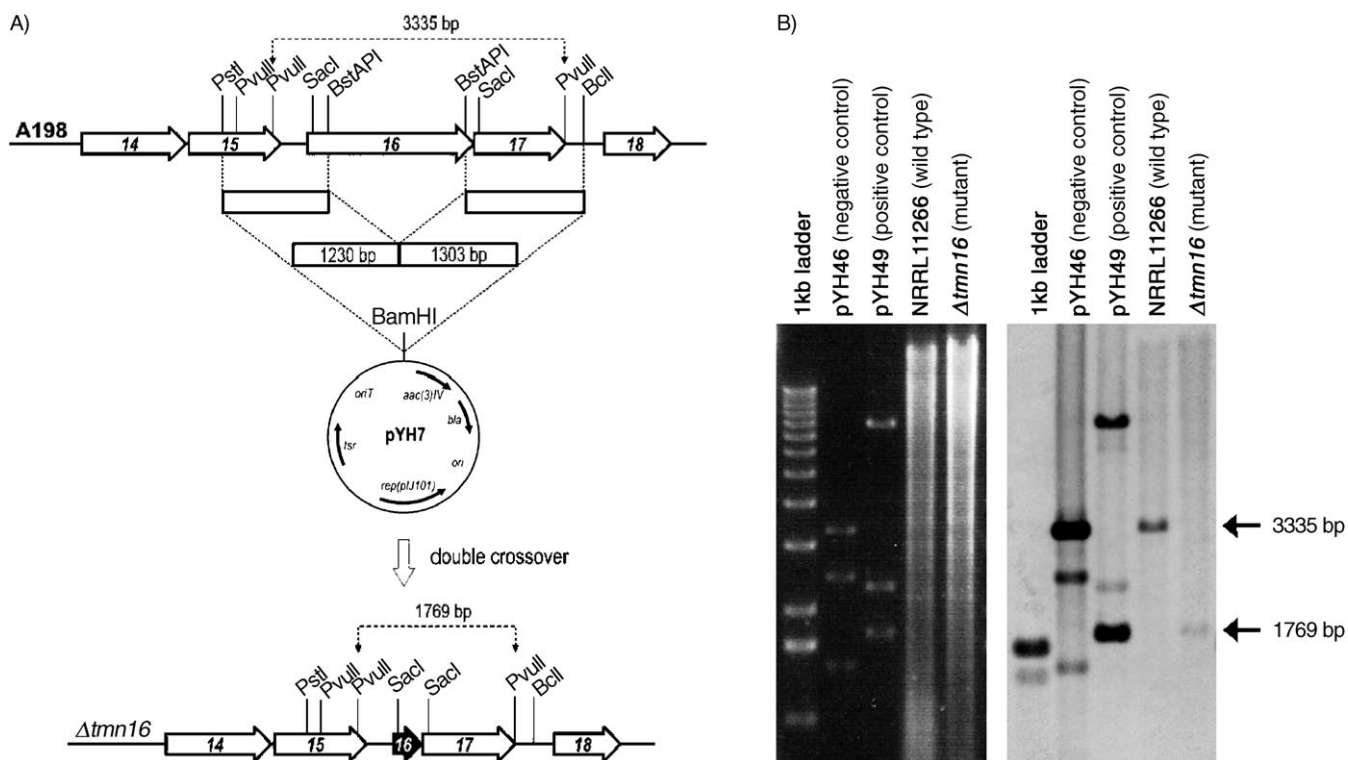 A)
3335 bp
PstI
PvuII
PvuII
SacI
BstAPI
BstAPI
SacI
PvuII
BclI
A198
14
15
16
17
18
1230 bp
1303 bp
BamHI
oriT
aac(3)IV
bla
pYH7
tsr
ori
rep(pIJ101)
double crossover
1769 bp
PstI
PvuII
PvuII
SacI
SacI
PvuII
BclI
Δtmn16
14
15
16
17
18
B)
1kb ladder
pYH46 (negative control)
pYH49 (positive control)
NRRL11266 (wild type)
Δtmn16 (mutant)
1kb ladder
pYH46 (negative control)
pYH49 (positive control)
NRRL11266 (wild type)
Δtmn16 (mutant)
3335 bp
1769 bp